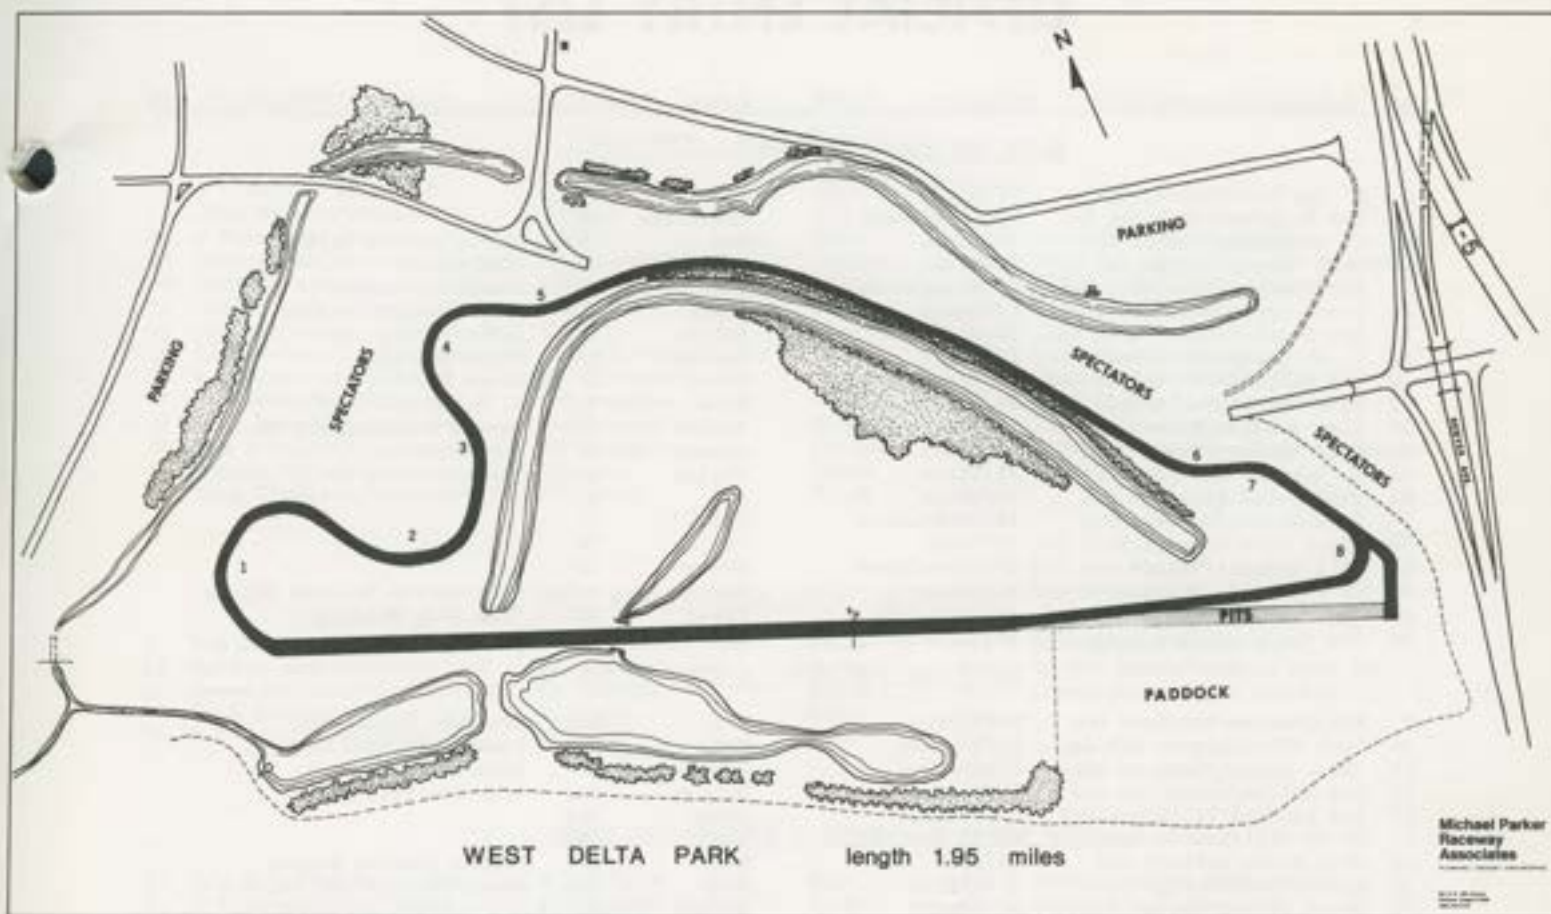 N
PARKING
I-5
5
4
PARKING
SPECTATORS
SPECTATORS
SPECTATORS
3
6
7
2
8
1
PITS
PADDOCK
WEST DELTA PARK length 1.95 miles
Michael Parker
Raceway
Associates